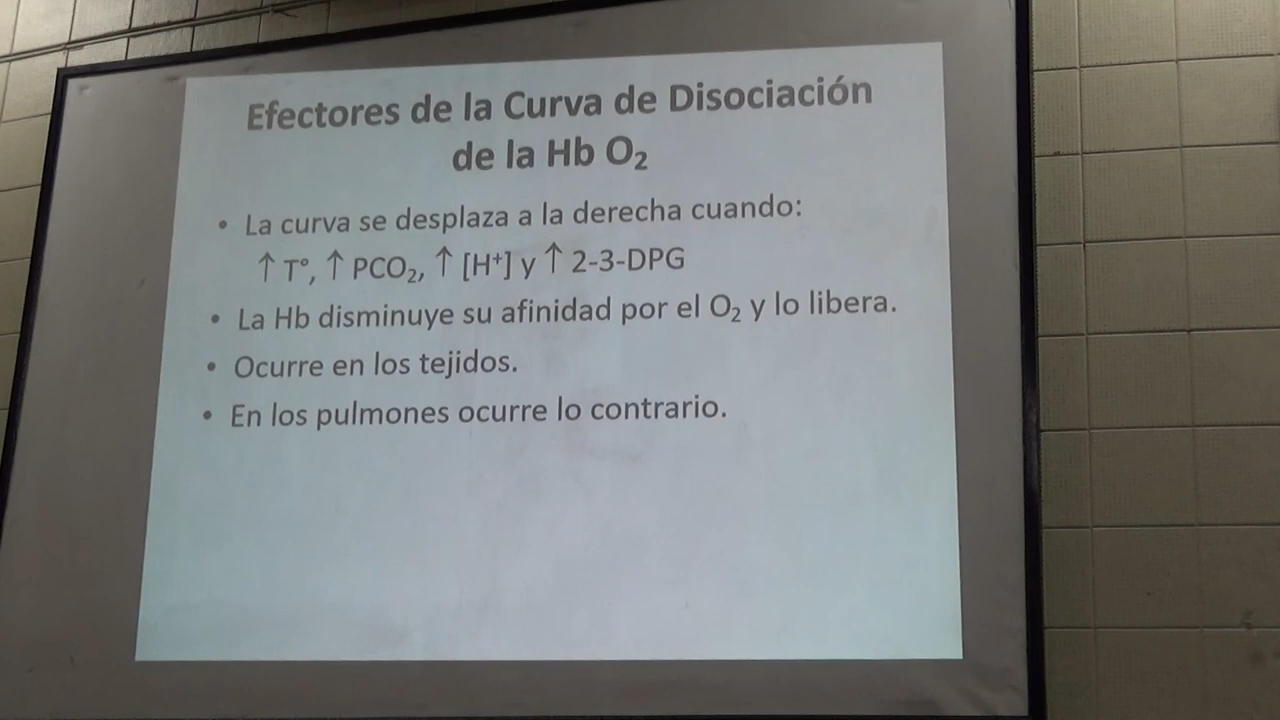 Efectores de la Curva de Disociación
de la Hb O₂
• La curva se desplaza a la derecha cuando:
↑ T°, ↑ PCO₂, ↑ [H⁺] y ↑ 2-3-DPG
• La Hb disminuye su afinidad por el O₂ y lo libera.
• Ocurre en los tejidos.
• En los pulmones ocurre lo contrario.